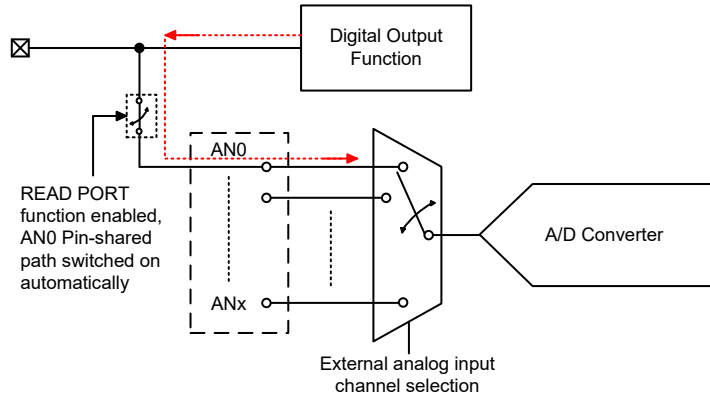 Digital Output
Function
AN0
READ PORT
function enabled,
AN0 Pin-shared
path switched on
automatically
A/D Converter
ANx
External analog input
channel selection